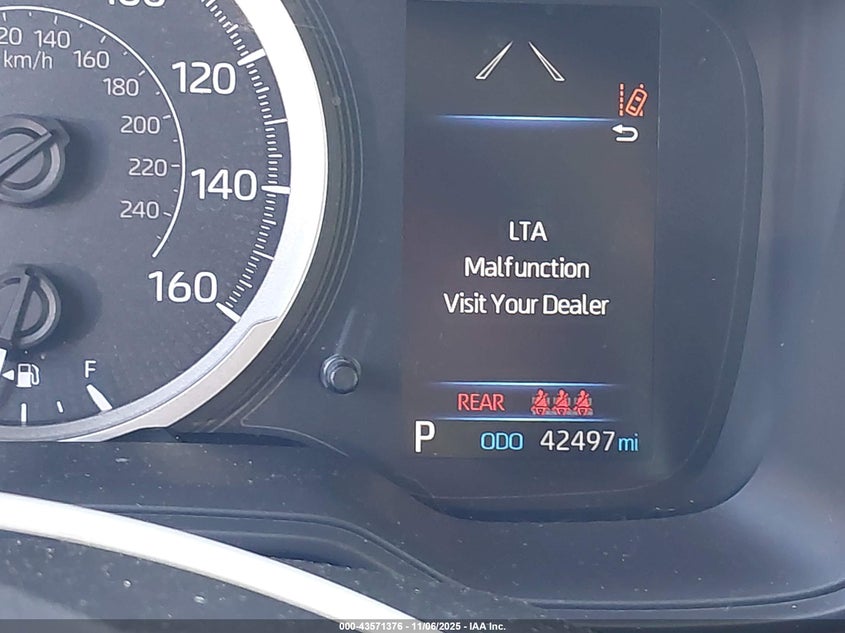 120
140
160
km/h
180
200
220
240
120
140
160
F
LTA
Malfunction
Visit Your Dealer
REAR
P ODO 42497 mi
000-43571376 - 11/06/2025 - IAA Inc.